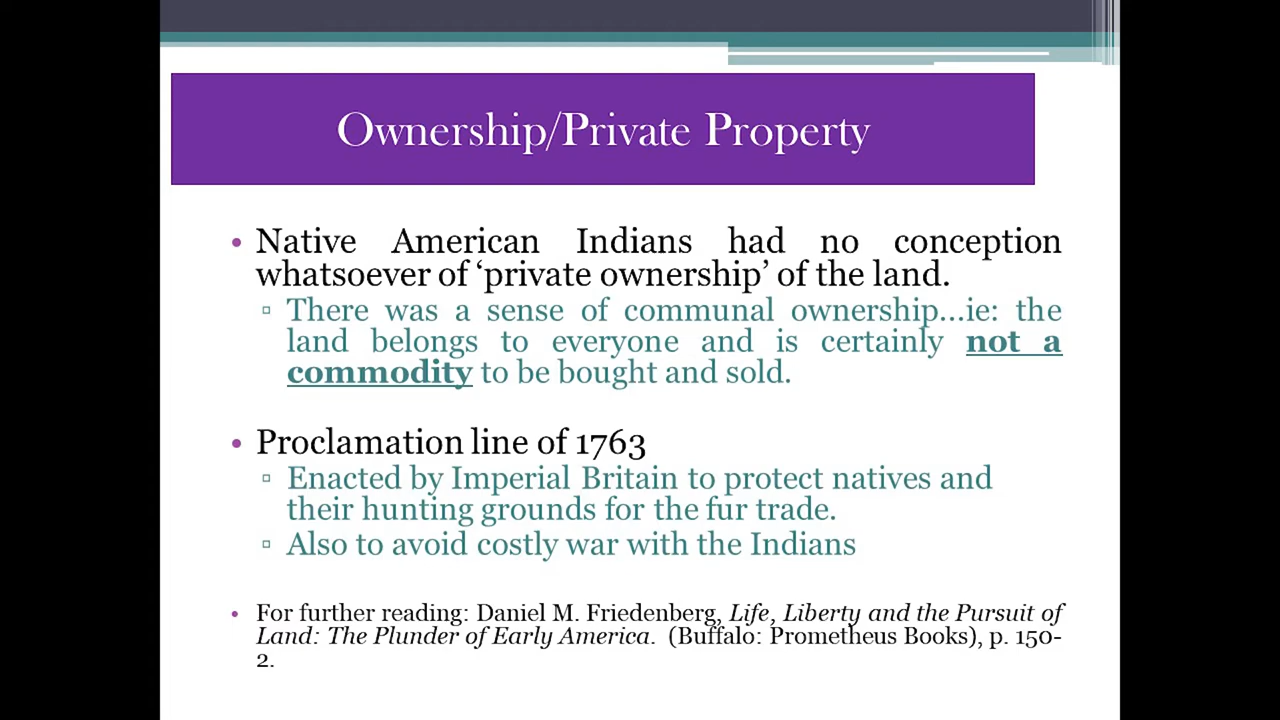 Ownership/Private Property
• Native American Indians had no conception
whatsoever of ‘private ownership’ of the land.
▫ There was a sense of communal ownership...ie: the
land belongs to everyone and is certainly not a
commodity to be bought and sold.
• Proclamation line of 1763
▫ Enacted by Imperial Britain to protect natives and
their hunting grounds for the fur trade.
▫ Also to avoid costly war with the Indians
• For further reading: Daniel M. Friedenberg, Life, Liberty and the Pursuit of
Land: The Plunder of Early America. (Buffalo: Prometheus Books), p. 150-
2.